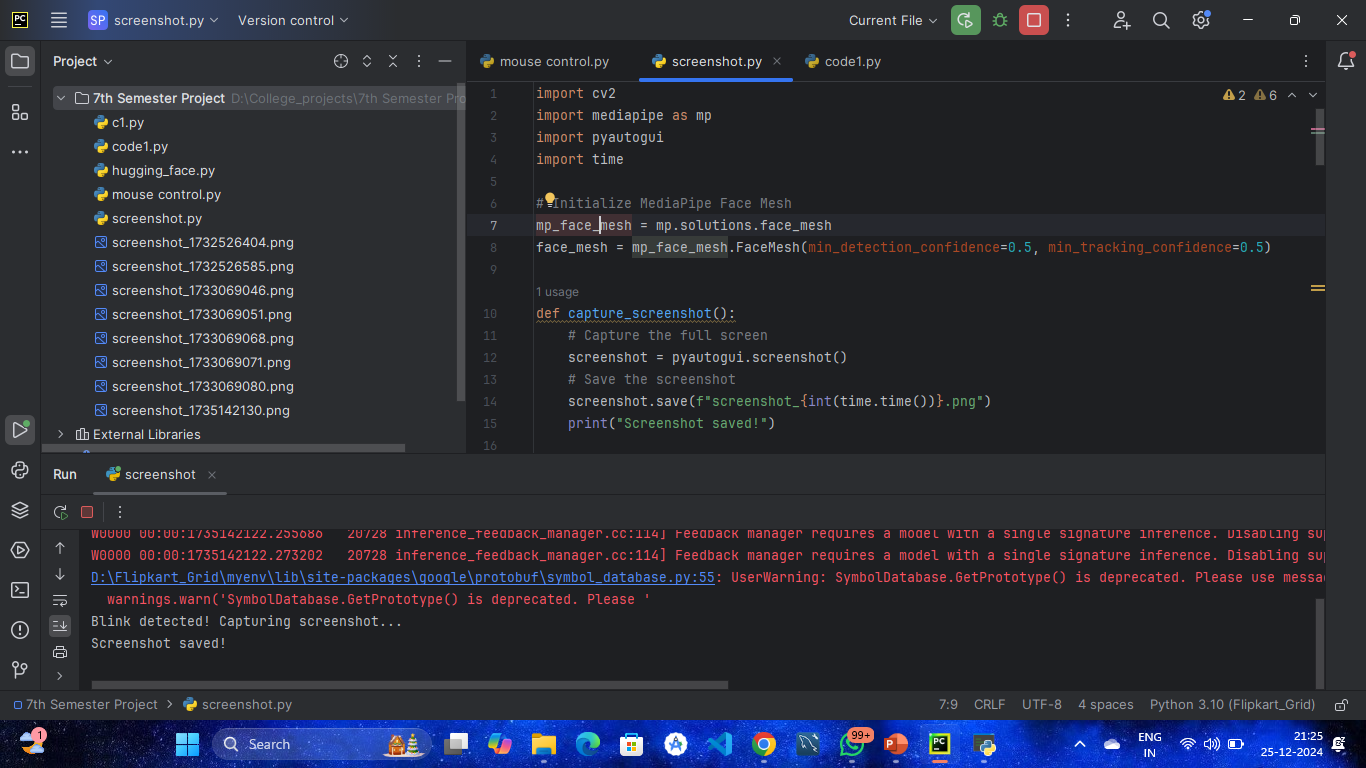 PC
SP screenshot.py Version control Current File
Project
7th Semester Project D:\College_projects\7th Semester Pro
c1.py
code1.py
hugging_face.py
mouse control.py
screenshot.py
screenshot_1732526404.png
screenshot_1732526585.png
screenshot_1733069046.png
screenshot_1733069051.png
screenshot_1733069068.png
screenshot_1733069071.png
screenshot_1733069080.png
screenshot_1735142130.png
External Libraries
mouse control.py screenshot.py code1.py
2 6
1 import cv2
2 import mediapipe as mp
3 import pyautogui
4 import time
5
6 # Initialize MediaPipe Face Mesh
7 mp_face_mesh = mp.solutions.face_mesh
8 face_mesh = mp_face_mesh.FaceMesh(min_detection_confidence=0.5, min_tracking_confidence=0.5)
9
1 usage
10 def capture_screenshot():
11 # Capture the full screen
12 screenshot = pyautogui.screenshot()
13 # Save the screenshot
14 screenshot.save(f"screenshot_{int(time.time())}.png")
15 print("Screenshot saved!")
16
Run screenshot
W0000 00:00:1735142122.255686 20728 inference_feedback_manager.cc:114] Feedback manager requires a model with a single signature inference. Disabling sup
W0000 00:00:1735142122.273202 20728 inference_feedback_manager.cc:114] Feedback manager requires a model with a single signature inference. Disabling sup
D:\Flipkart_Grid\myenv\lib\site-packages\google\protobuf\symbol_database.py:55: UserWarning: SymbolDatabase.GetPrototype() is deprecated. Please use messa
warnings.warn('SymbolDatabase.GetPrototype() is deprecated. Please '
Blink detected! Capturing screenshot...
Screenshot saved!
7th Semester Project screenshot.py 7:9 CRLF UTF-8 4 spaces Python 3.10 (Flipkart_Grid)
1 Search 99+ P PC ENG 21:25
IN 25-12-2024